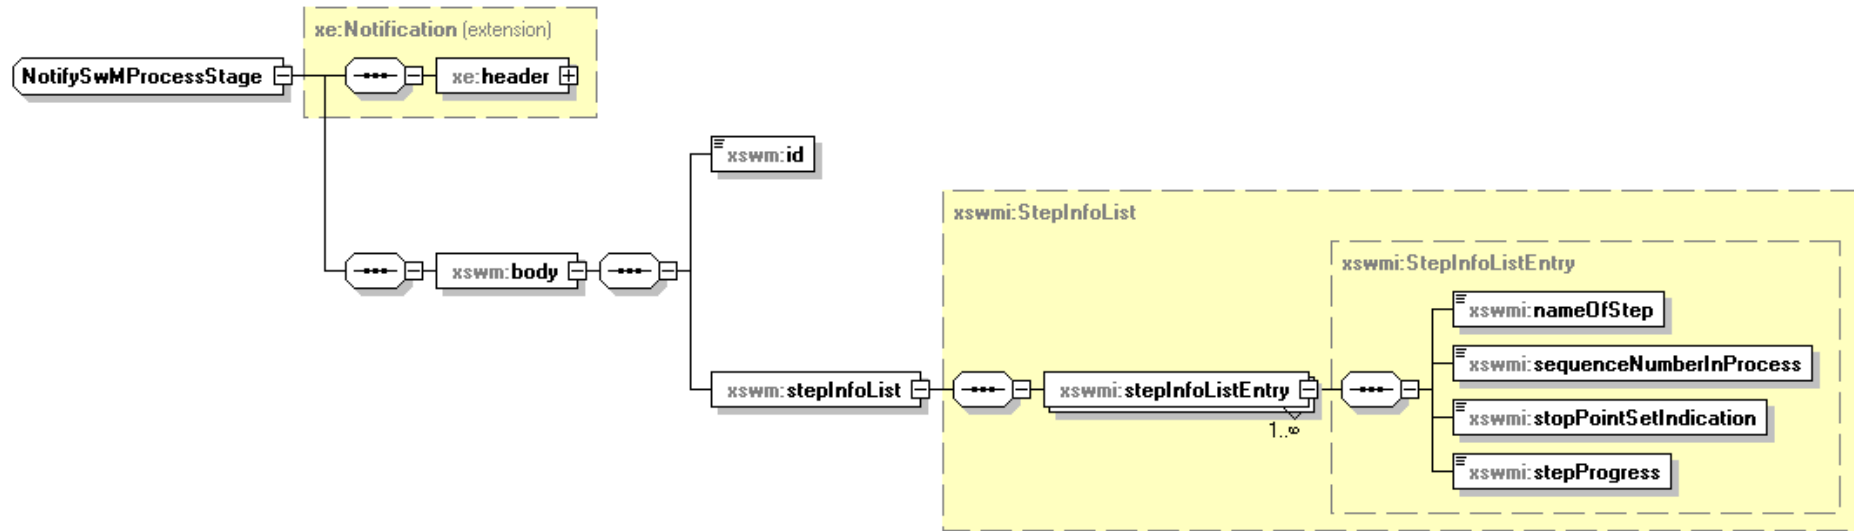 xe:Notification (extension)
NotifySwMProcessStage
xe:header
xswm:id
xswmi:StepInfoList
xswmi:StepInfoListEntry
xswm:body
xswmi:nameOfStep
xswmi:sequenceNumberInProcess
xswm:stepInfoList
xswmi:stepInfoListEntry
1..∞
xswmi:stopPointSetIndication
xswmi:stepProgress